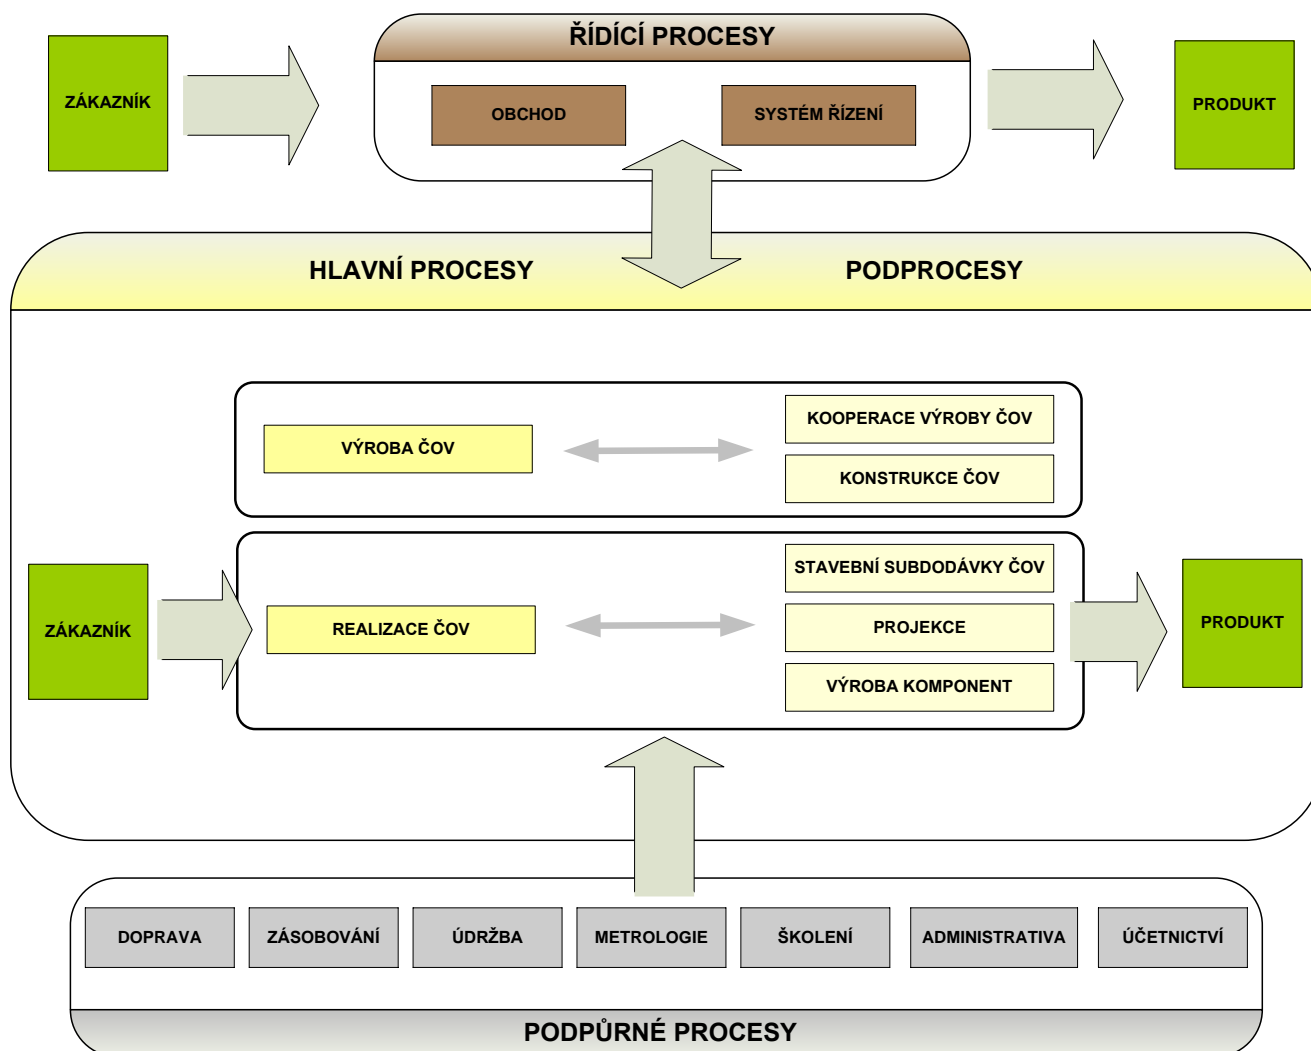 ŘÍDÍCÍ PROCESY
ZÁKAZNÍK
OBCHOD
SYSTÉM ŘÍZENÍ
PRODUKT
HLAVNÍ PROCESY
PODPROCESY
VÝROBA ČOV
KOOPERACE VÝROBY ČOV
KONSTRUKCE ČOV
ZÁKAZNÍK
REALIZACE ČOV
STAVEBNÍ SUBDODÁVKY ČOV
PROJEKCE
VÝROBA KOMPONENT
PRODUKT
DOPRAVA
ZÁSOBOVÁNÍ
ÚDRŽBA
METROLOGIE
ŠKOLENÍ
ADMINISTRATIVA
ÚČETNICTVÍ
PODPŮRNÉ PROCESY